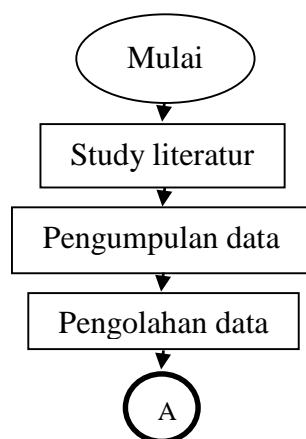 Mulai
Study literatur
Pengumpulan data
Pengolahan data
A